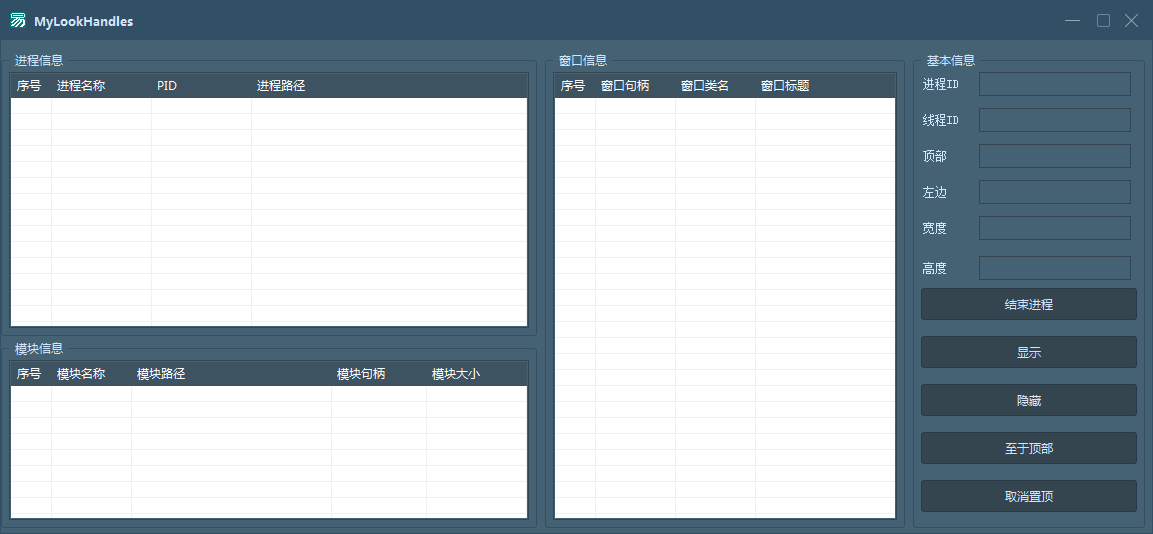 MyLookHandles
进程信息
序号 进程名称 PID 进程路径
模块信息
序号 模块名称 模块路径 模块句柄 模块大小
窗口信息
序号 窗口句柄 窗口类名 窗口标题
基本信息
进程ID
线程ID
顶部
左边
宽度
高度
结束进程
显示
隐藏
至于顶部
取消置顶